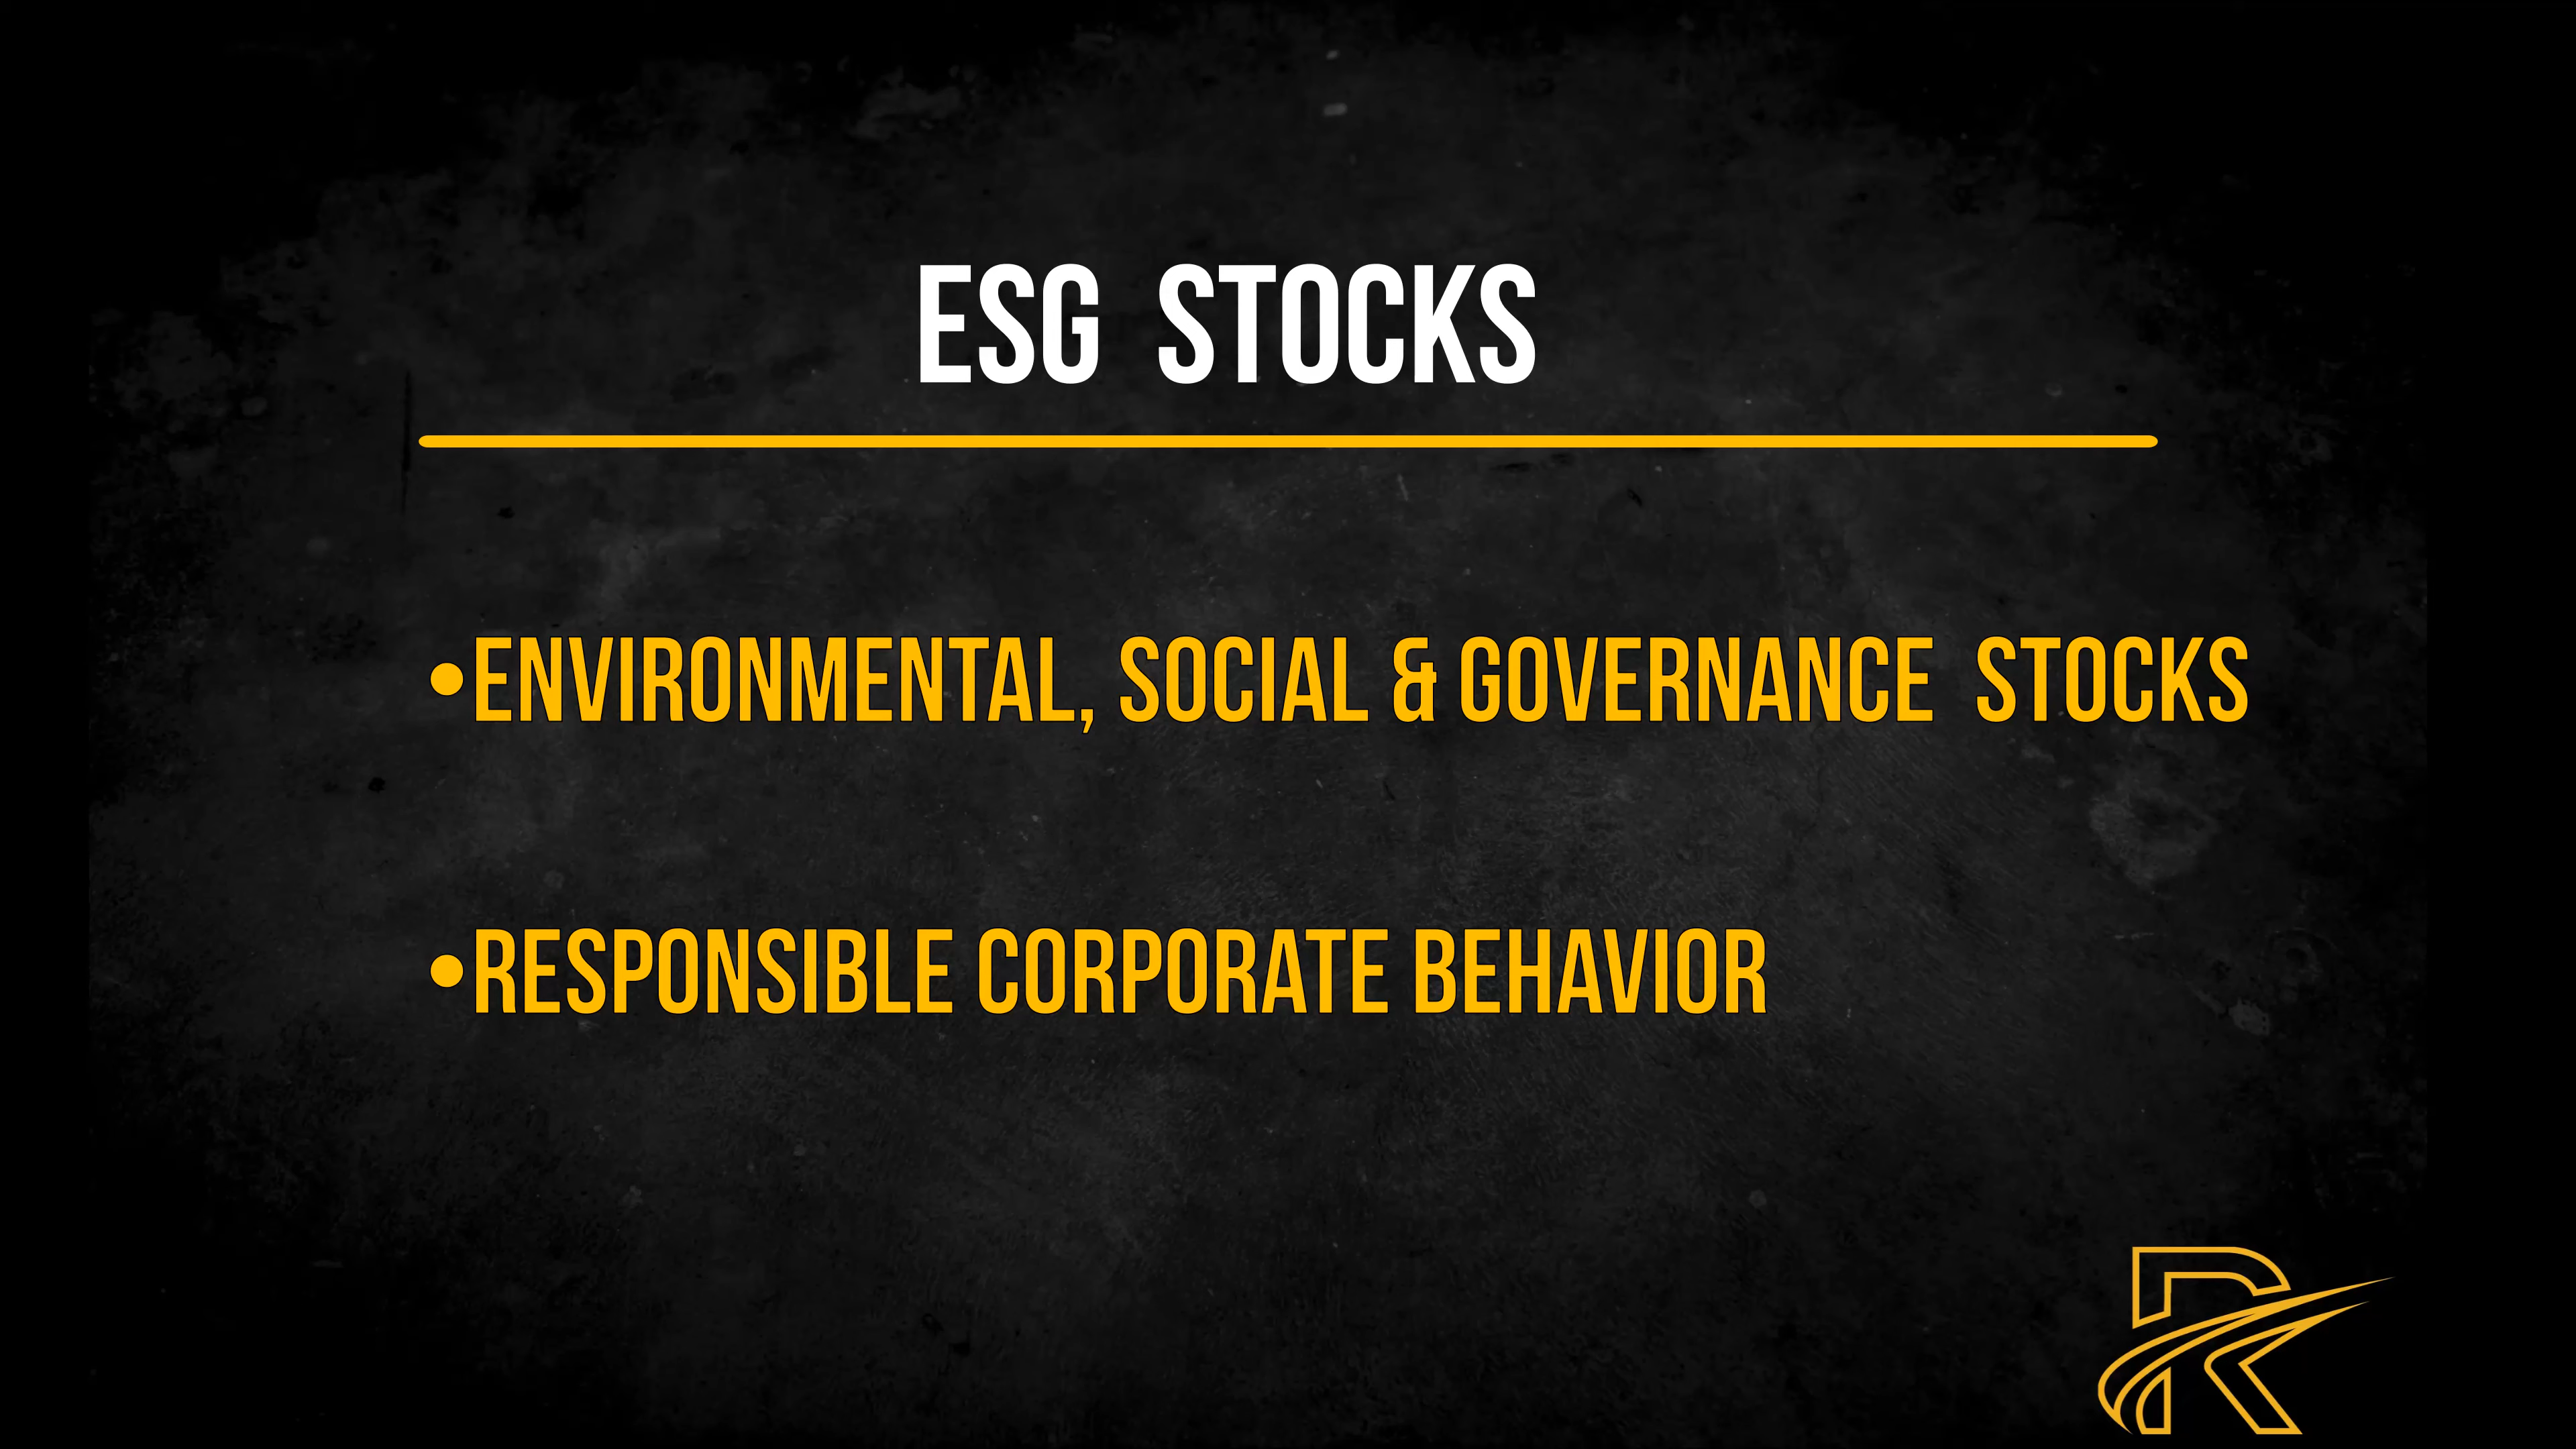 ESG STOCKS
•ENVIRONMENTAL, SOCIAL & GOVERNANCE STOCKS
•RESPONSIBLE CORPORATE BEHAVIOR
R